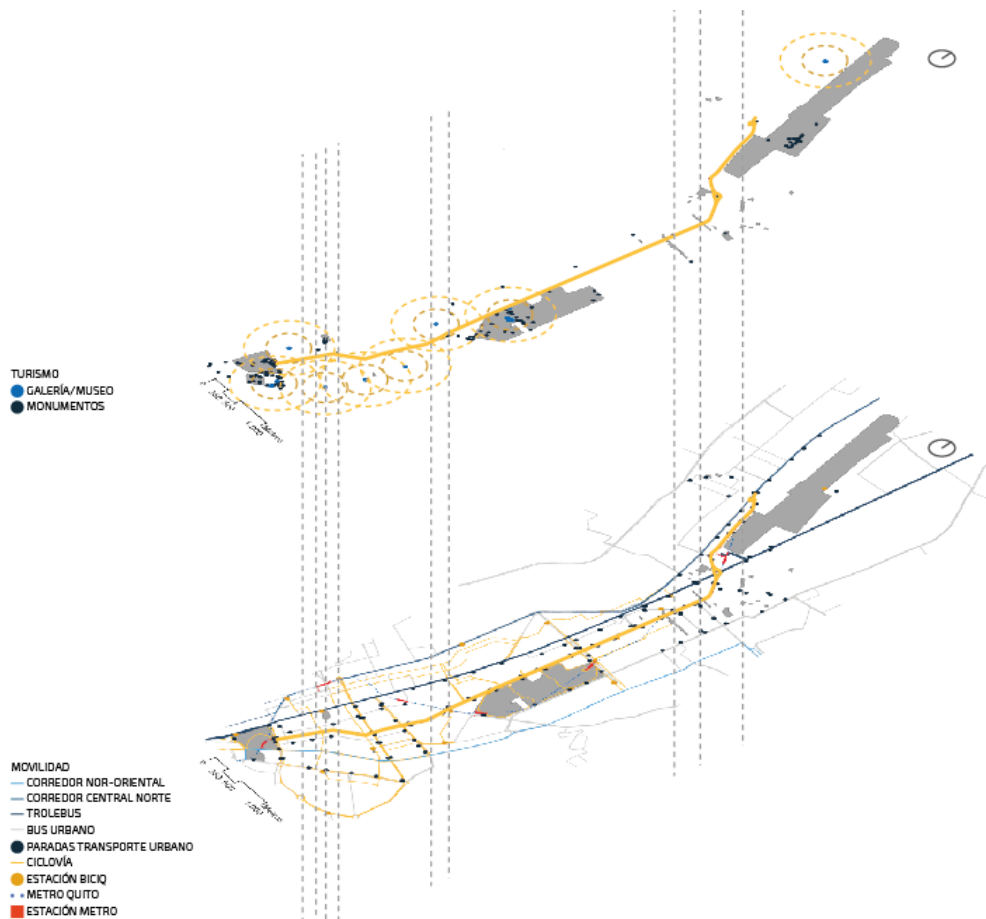 TURISMO
GALERÍA/MUSEO
MONUMENTOS
MOVILIDAD
CORREDOR NOR-ORIENTAL
CORREDOR CENTRAL NORTE
TROLEBUS
BUS URBANO
PARADAS TRANSPORTE URBANO
CICLOVÍA
ESTACIÓN BICIQ
METRO QUITO
ESTACIÓN METRO